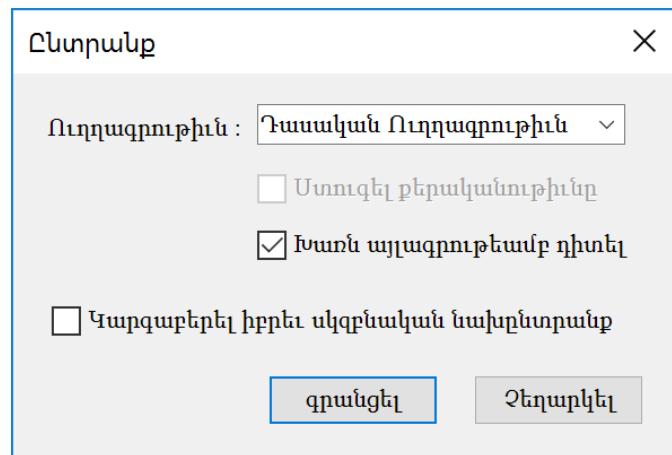 Ընտրանք
Ուղղագրութիւն : Դասական Ուղղագրութիւն
Ստուգել քերականութիւնը
Խառն այլագրութեամբ դիտել
Կարգաբերել իբրեւ սկզբնական նախընտրանք
գրանցել Չեղարկել